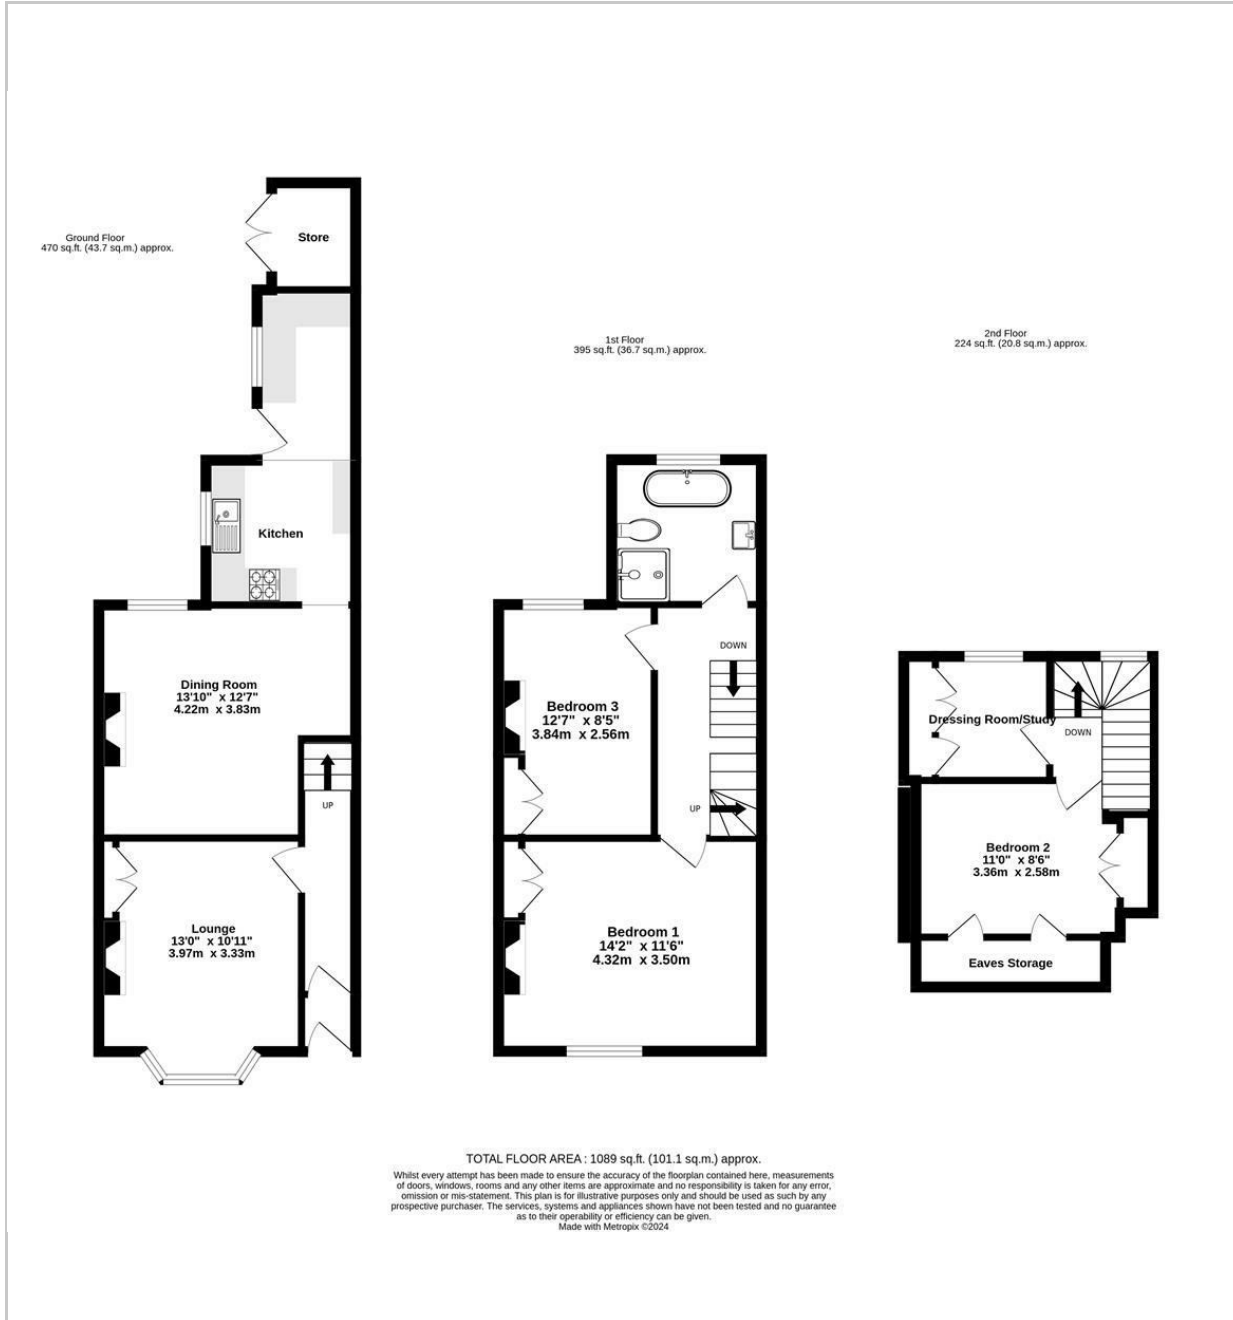 Ground Floor
470 sq.ft. (43.7 sq.m.) approx.
Store
Kitchen
Dining Room
13'10" x 12'7"
4.22m x 3.83m
UP
Lounge
13'0" x 10'11"
3.97m x 3.33m
1st Floor
395 sq.ft. (36.7 sq.m.) approx.
DOWN
Bedroom 3
12'7" x 8'5"
3.84m x 2.56m
UP
Bedroom 1
14'2" x 11'6"
4.32m x 3.50m
2nd Floor
224 sq.ft. (20.8 sq.m.) approx.
Dressing Room/Study
DOWN
Bedroom 2
11'0" x 8'6"
3.36m x 2.58m
Eaves Storage
TOTAL FLOOR AREA : 1089 sq.ft. (101.1 sq.m.) approx.
Whilst every attempt has been made to ensure the accuracy of the floorplan contained here, measurements
of doors, windows, rooms and any other items are approximate and no responsibility is taken for any error,
omission or mis-statement. This plan is for illustrative purposes only and should be used as such by any
prospective purchaser. The services, systems and appliances shown have not been tested and no guarantee
as to their operability or efficiency can be given.
Made with Metropix ©2024